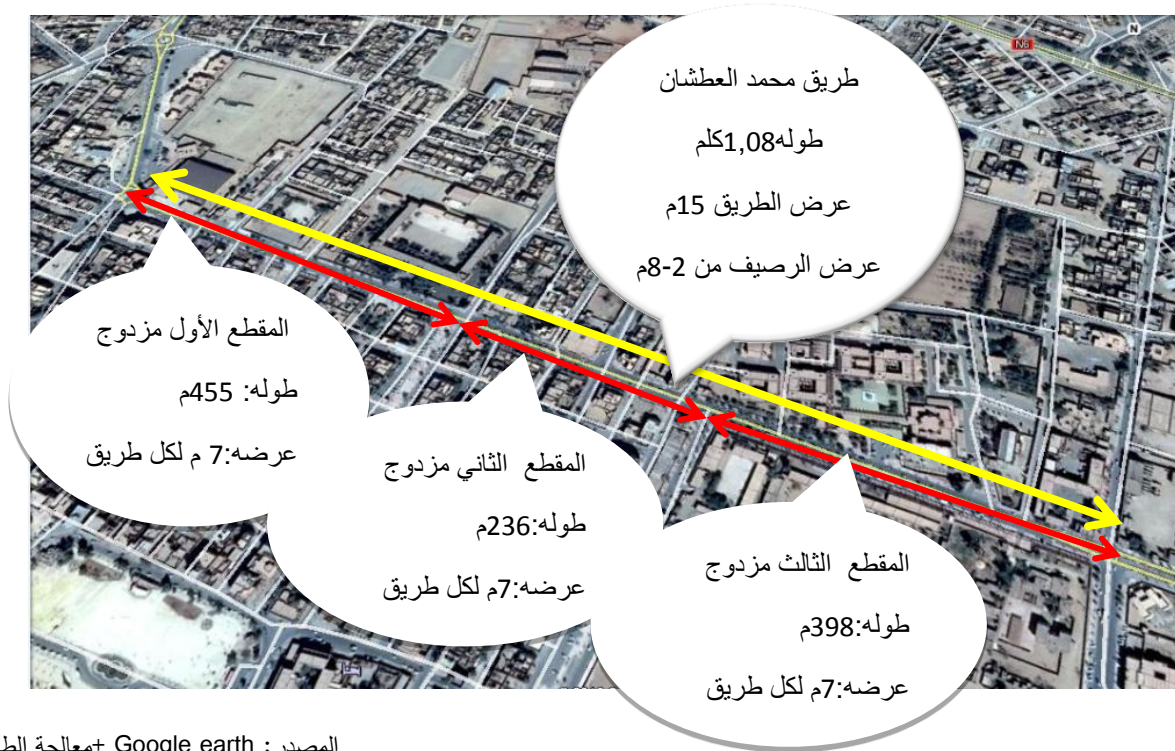 N6
N
طريق محمد العطشان
طوله1,08كلم
عرض الطريق 15م
عرض الرصيف من 2-8م
المقطع الأول مزدوج
طوله: 455م
عرضه:7 م لكل طريق
المقطع الثاني مزدوج
طوله:236م
عرضه:7م لكل طريق
المقطع الثالث مزدوج
طوله:398م
عرضه:7م لكل طريق
المصدر : Google earth +معالجة